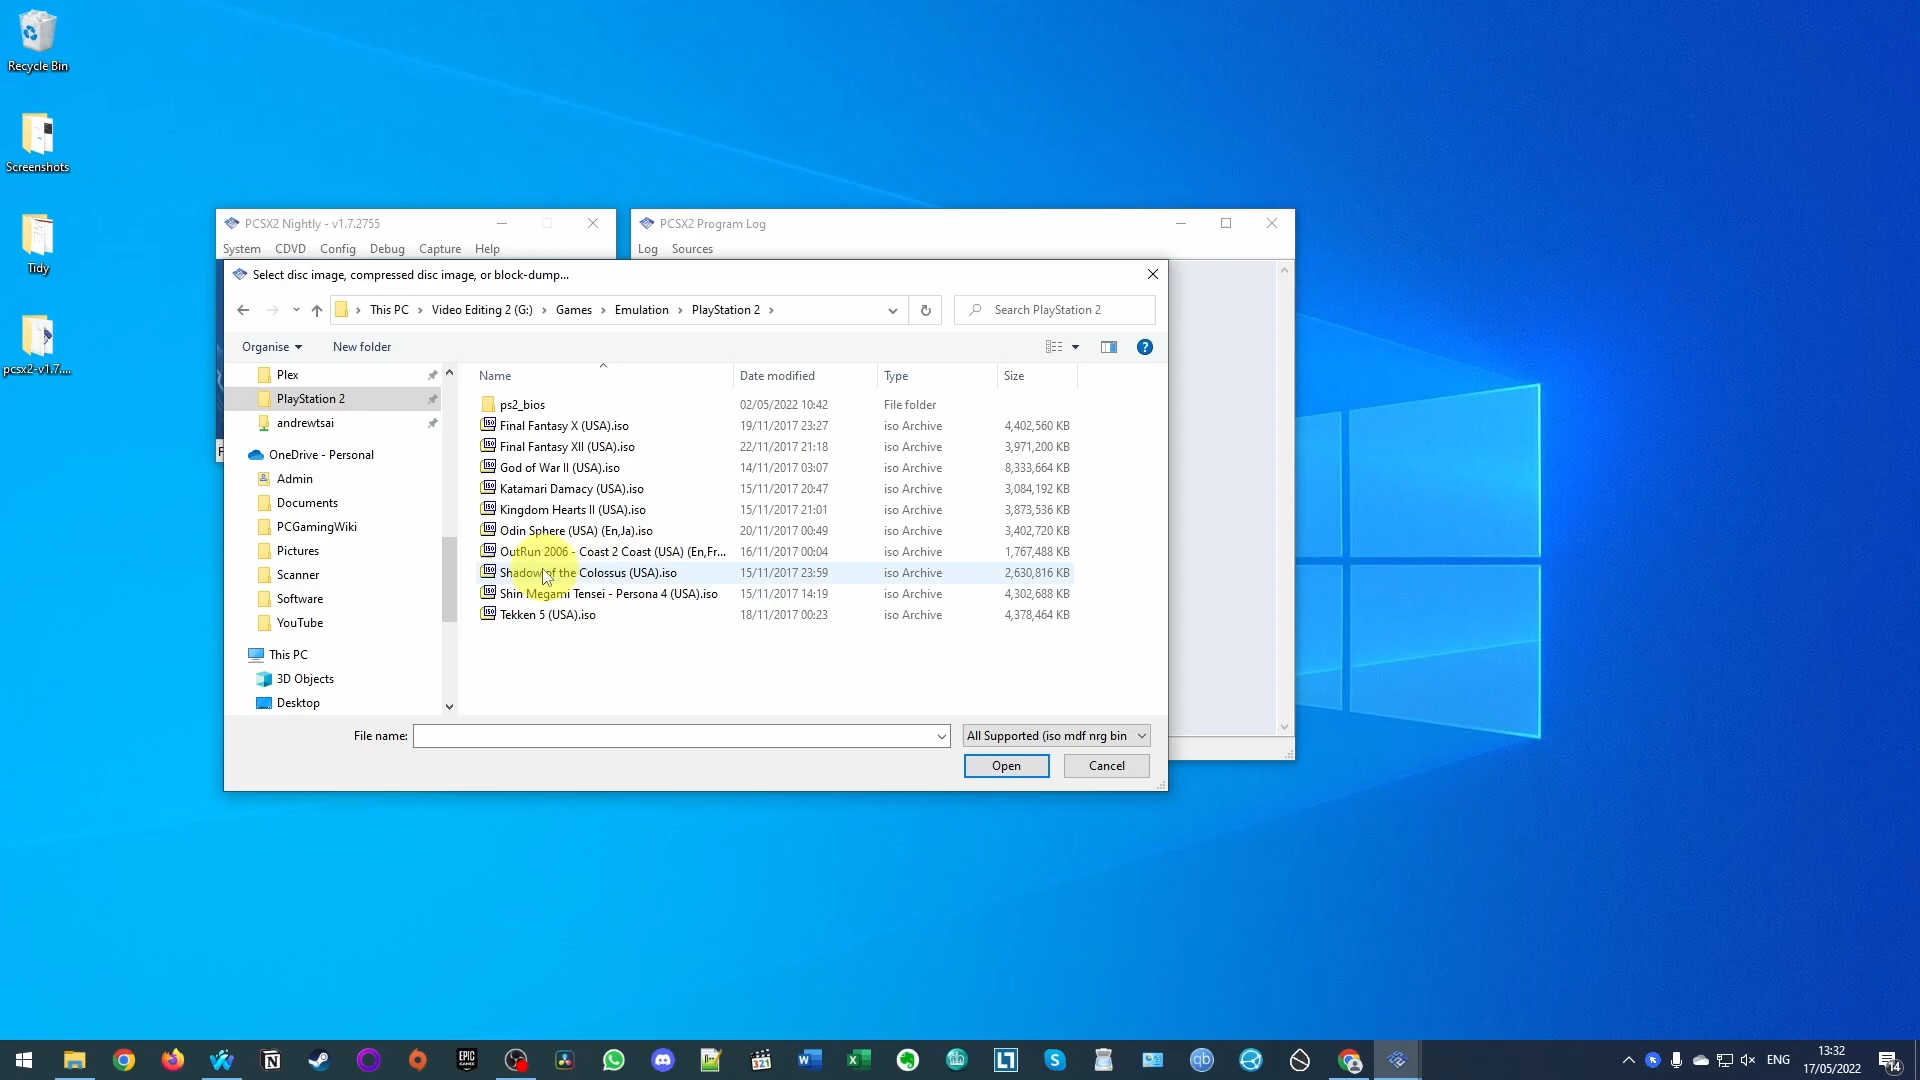 Recycle Bin
Screenshots
Tidy
pcsx2-v1.7....
PCSX2 Nightly - v1.7.2755
System CDVD Config Debug Capture Help
PCSX2 Program Log
Log Sources
Select disc image, compressed disc image, or block-dump...
This PC › Video Editing 2 (G:) › Games › Emulation › PlayStation 2 ›
Search PlayStation 2
Organise New folder
Plex
PlayStation 2
andrewtsai
OneDrive - Personal
Admin
Documents
PCGamingWiki
Pictures
Scanner
Software
YouTube
This PC
3D Objects
Desktop
Name Date modified Type Size
ps2_bios 02/05/2022 10:42 File folder
Final Fantasy X (USA).iso 19/11/2017 23:27 iso Archive 4,402,560 KB
Final Fantasy XII (USA).iso 22/11/2017 21:18 iso Archive 3,971,200 KB
God of War II (USA).iso 14/11/2017 03:07 iso Archive 8,333,664 KB
Katamari Damacy (USA).iso 15/11/2017 20:47 iso Archive 3,084,192 KB
Kingdom Hearts II (USA).iso 15/11/2017 21:01 iso Archive 3,873,536 KB
Odin Sphere (USA) (En,Ja).iso 20/11/2017 00:49 iso Archive 3,402,720 KB
OutRun 2006 - Coast 2 Coast (USA) (En,Fr... 16/11/2017 00:04 iso Archive 1,767,488 KB
Shadow of the Colossus (USA).iso 15/11/2017 23:59 iso Archive 2,630,816 KB
Shin Megami Tensei - Persona 4 (USA).iso 15/11/2017 14:19 iso Archive 4,302,688 KB
Tekken 5 (USA).iso 18/11/2017 00:23 iso Archive 4,378,464 KB
File name:
All Supported (iso mdf nrg bin
Open Cancel
ENG
13:32
17/05/2022
14